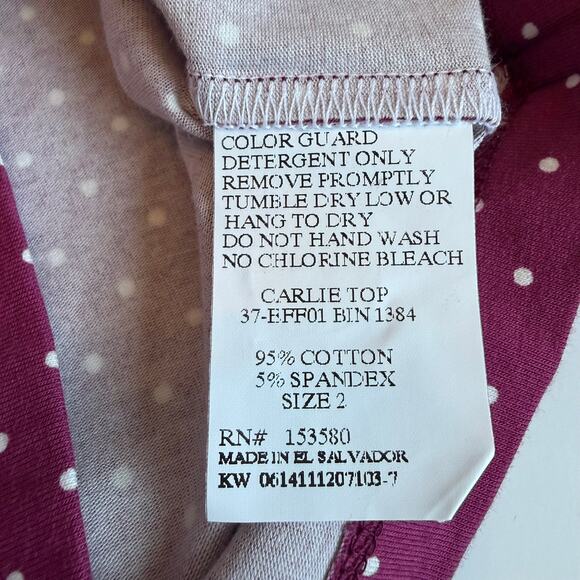 COLOR GUARD
DETERGENT ONLY
REMOVE PROMPTLY
TUMBLE DRY LOW OR
HANG TO DRY
DO NOT HAND WASH
NO CHLORINE BLEACH
CARLIE TOP
37-EFF01 BIN 1384
95% COTTON
5% SPANDEX
SIZE 2
RN# 153580
MADE IN EL SALVADOR
KW 0614111207103-7